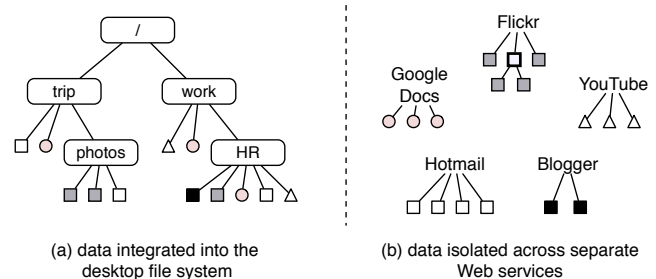 /
trip
work
photos
HR
(a) data integrated into the
desktop file system
Flickr
Google
Docs
YouTube
Hotmail
Blogger
(b) data isolated across separate
Web services